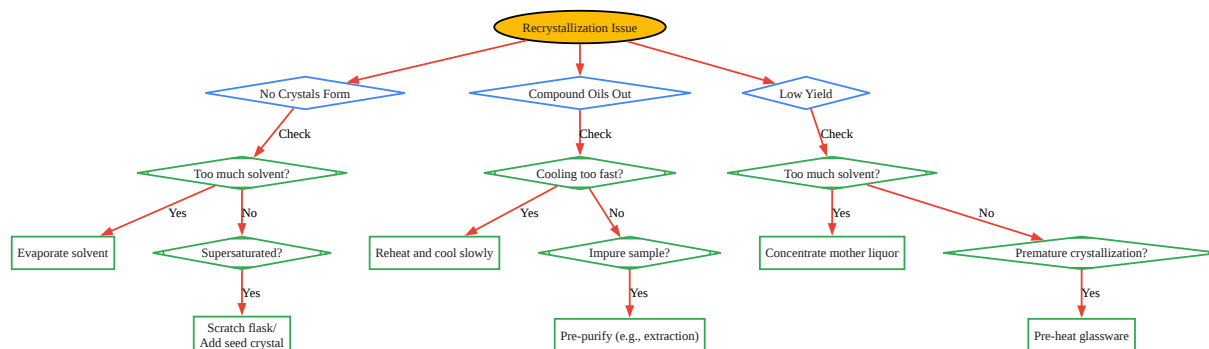 Recrystallization Issue
No Crystals Form
Compound Oils Out
Low Yield
Check
Check
Check
Too much solvent?
Cooling too fast?
Too much solvent?
Yes
No
Yes
No
Yes
No
Evaporate solvent
Supersaturated?
Reheat and cool slowly
Impure sample?
Concentrate mother liquor
Premature crystallization?
Yes
Yes
Yes
Scratch flask/
Add seed crystal
Pre-purify (e.g., extraction)
Pre-heat glassware